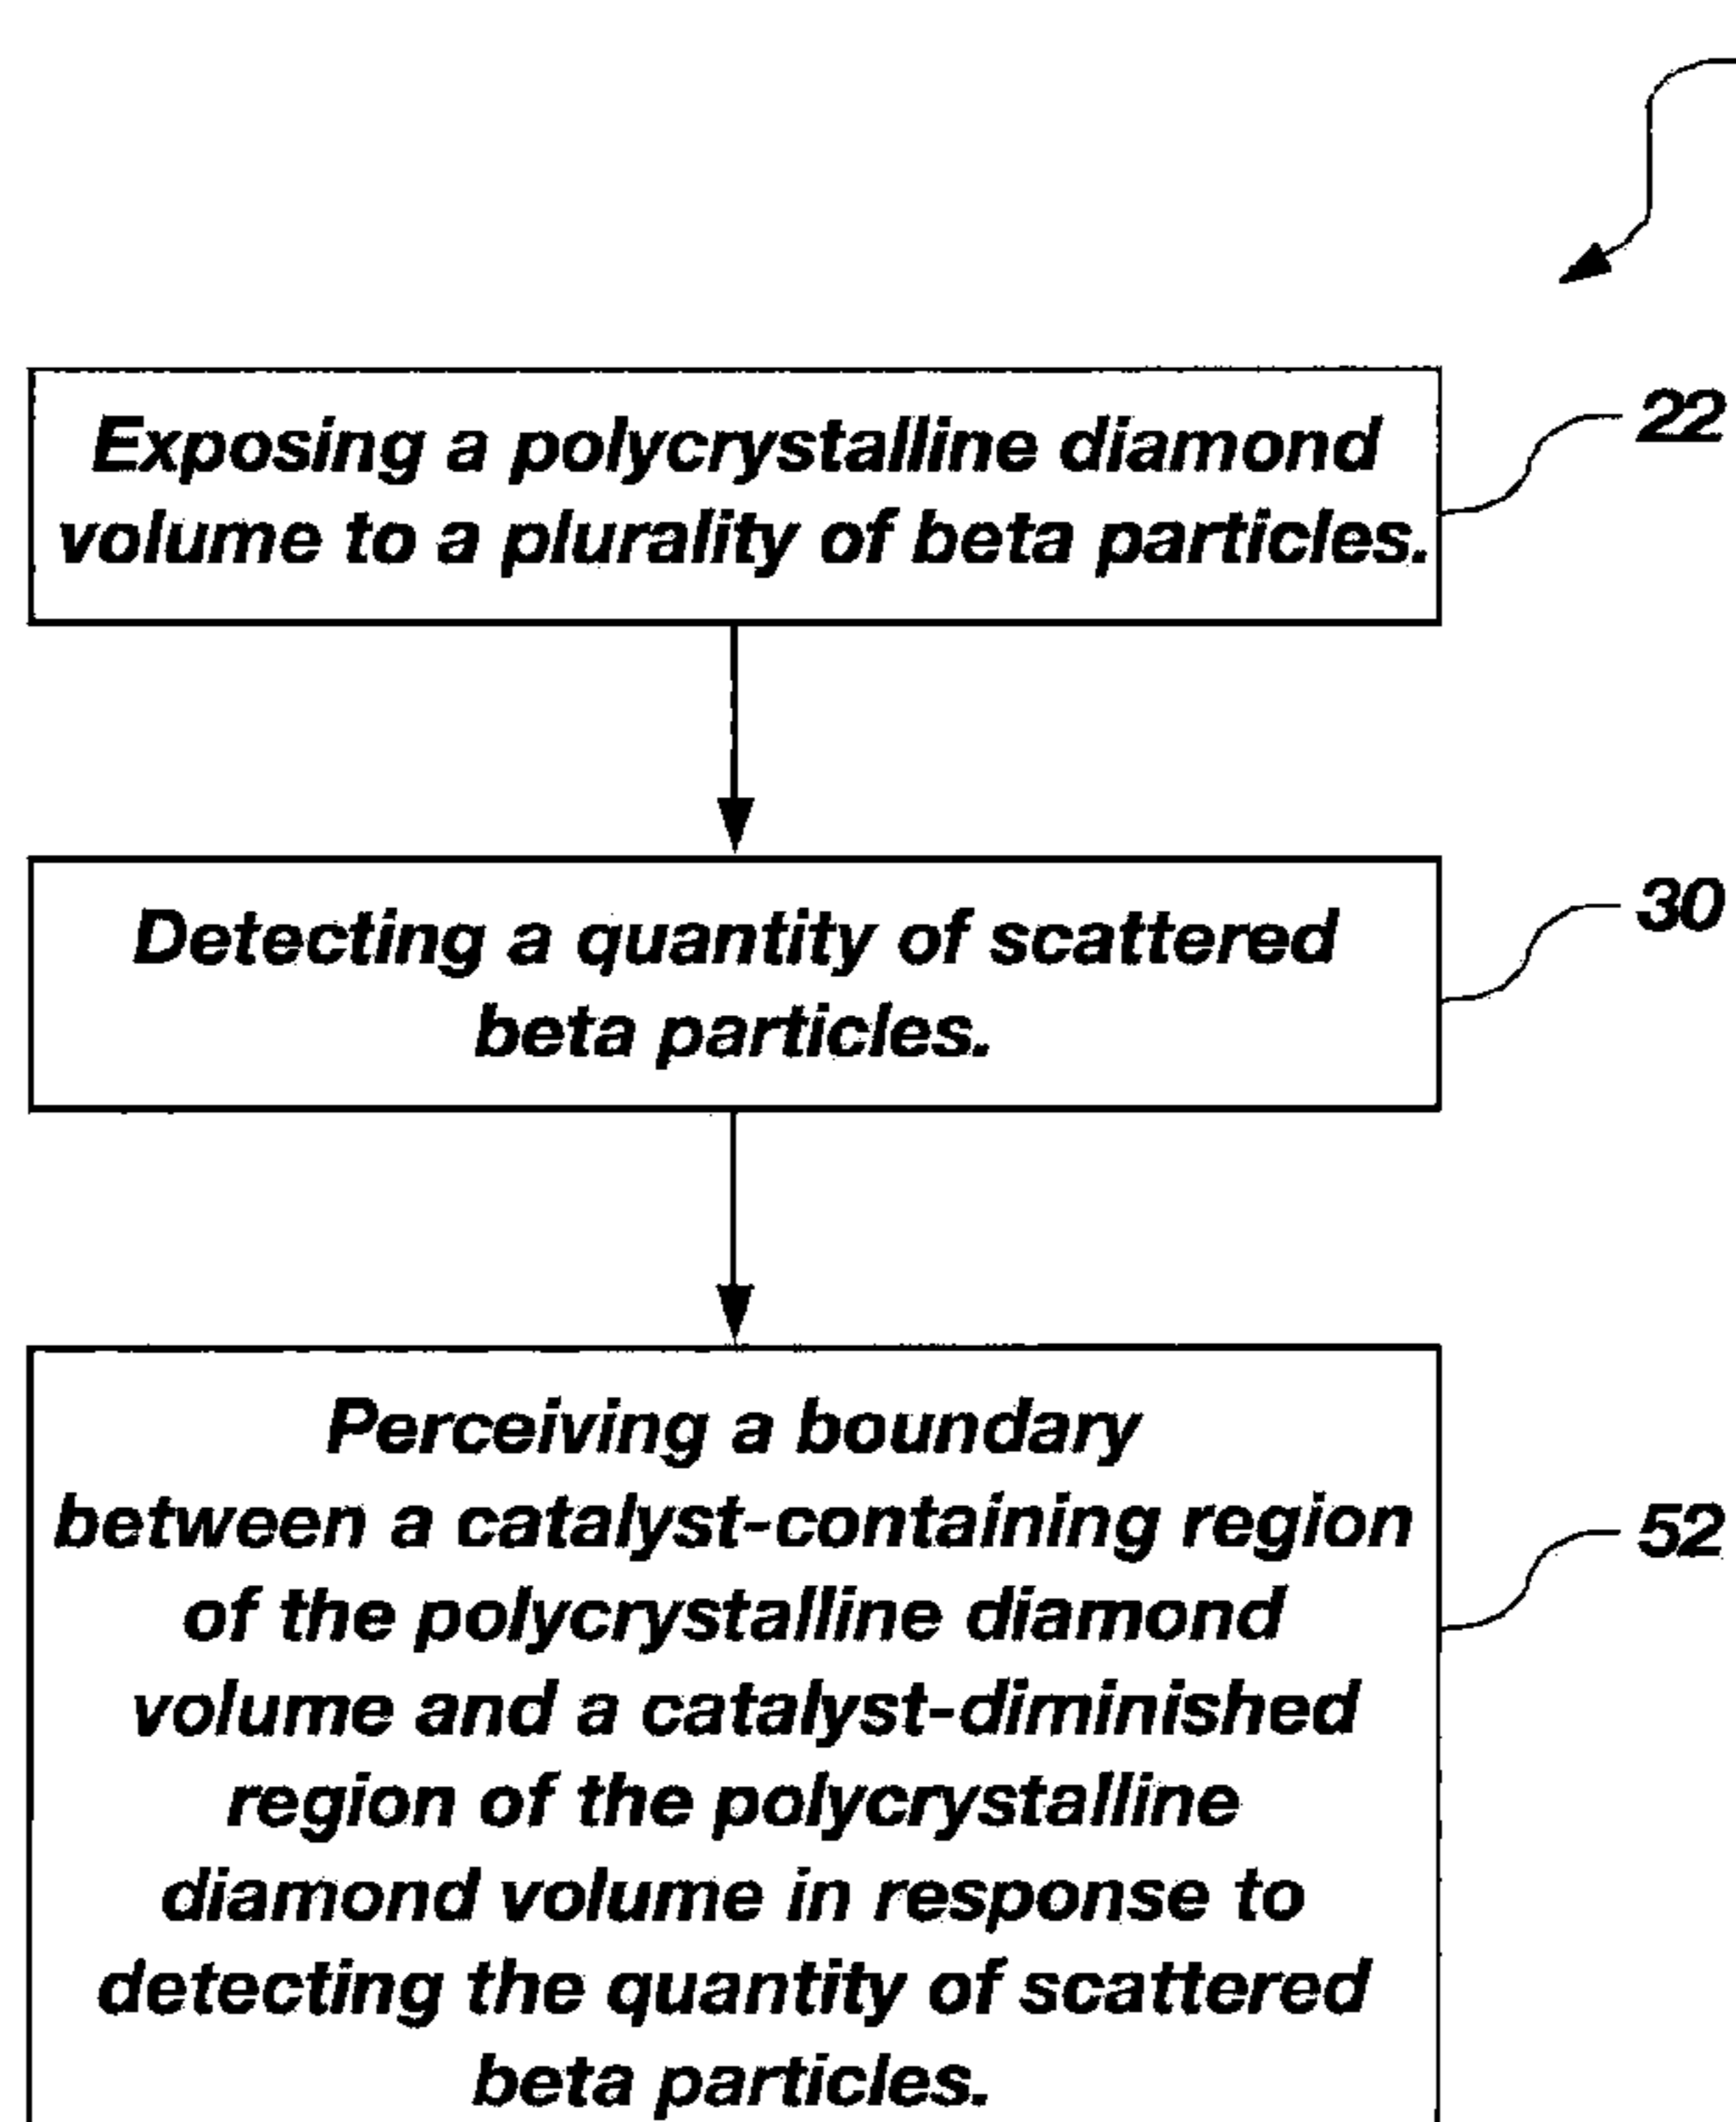 Exposing a polycrystalline diamond
volume to a plurality of beta particles.
22
Detecting a quantity of scattered
beta particles.
30
Perceiving a boundary
between a catalyst-containing region
of the polycrystalline diamond
volume and a catalyst-diminished
region of the polycrystalline
diamond volume in response to
detecting the quantity of scattered
beta particles.
52